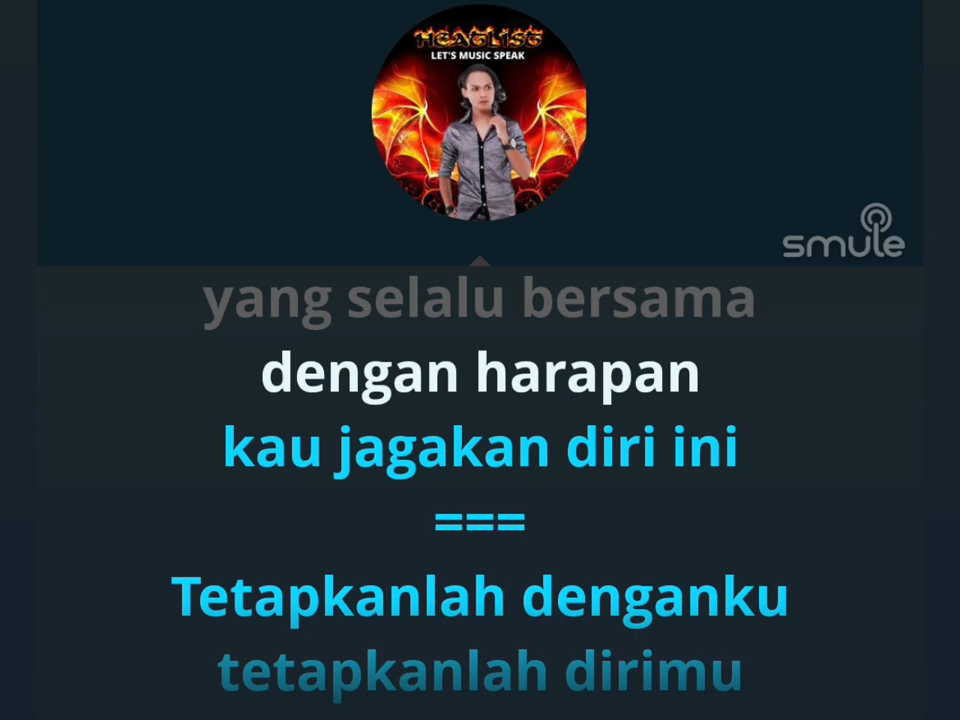 LET'S MUSIC SPEAK
smule
yang selalu bersama
dengan harapan
kau jagakan diri ini
===
Tetapkanlah denganku
tetapkanlah dirimu